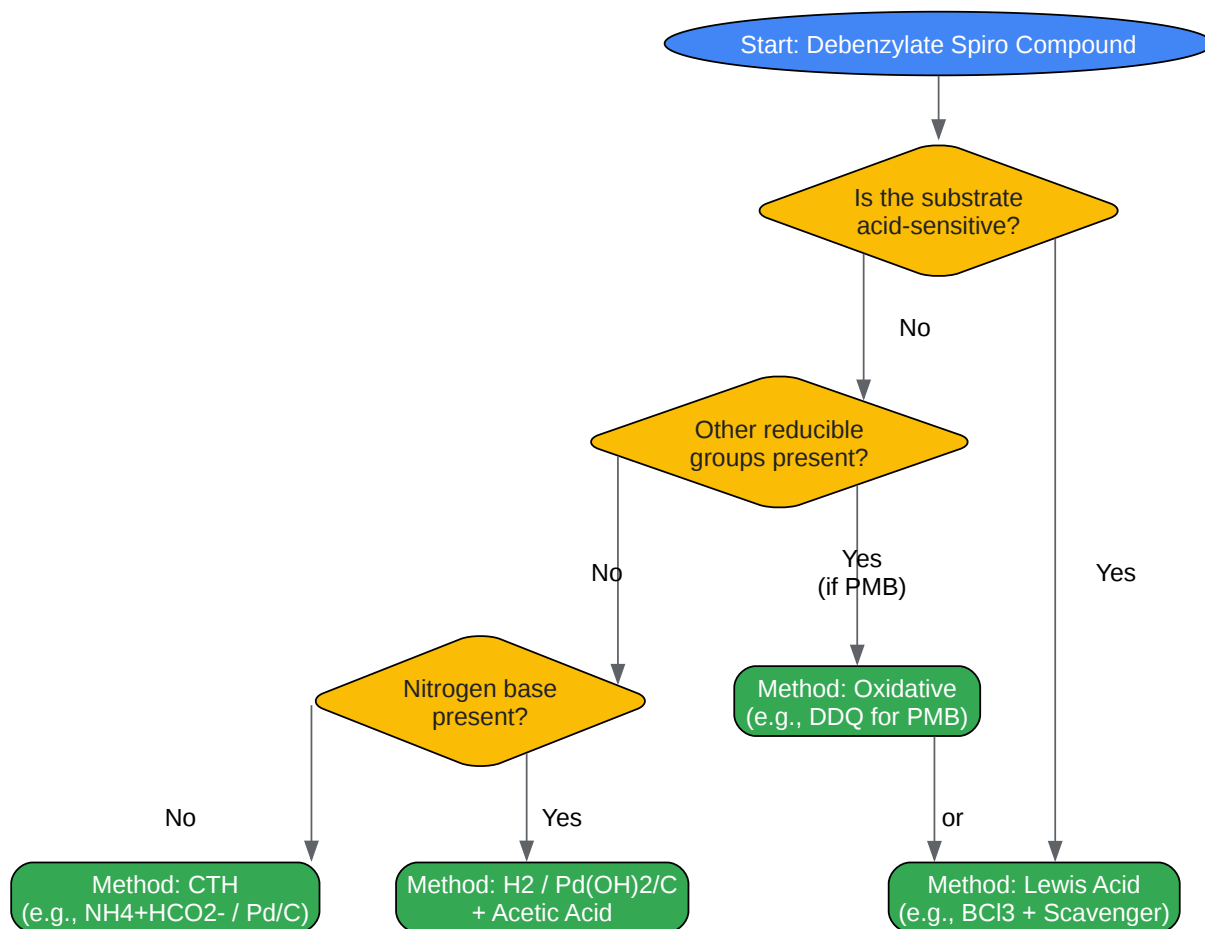 Start: Debenzylate Spiro Compound
Is the substrate
acid-sensitive?
No
Other reducible
groups present?
No
Yes
(if PMB)
Yes
Nitrogen base
present?
Method: Oxidative
(e.g., DDQ for PMB)
No
Yes
or
Method: CTH
(e.g., NH4+HCO2- / Pd/C)
Method: H2 / Pd(OH)2/C
+ Acetic Acid
Method: Lewis Acid
(e.g., BCl3 + Scavenger)